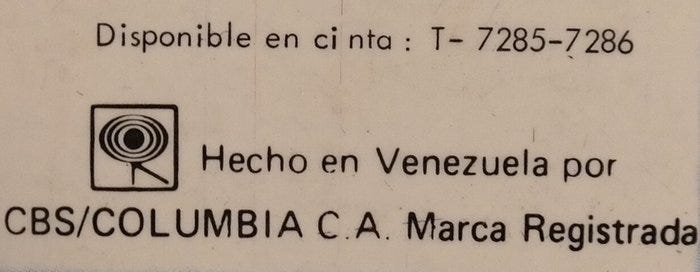 Disponible en cinta : T- 7285-7286
Hecho en Venezuela por
CBS/COLUMBIA C.A. Marca Registrada